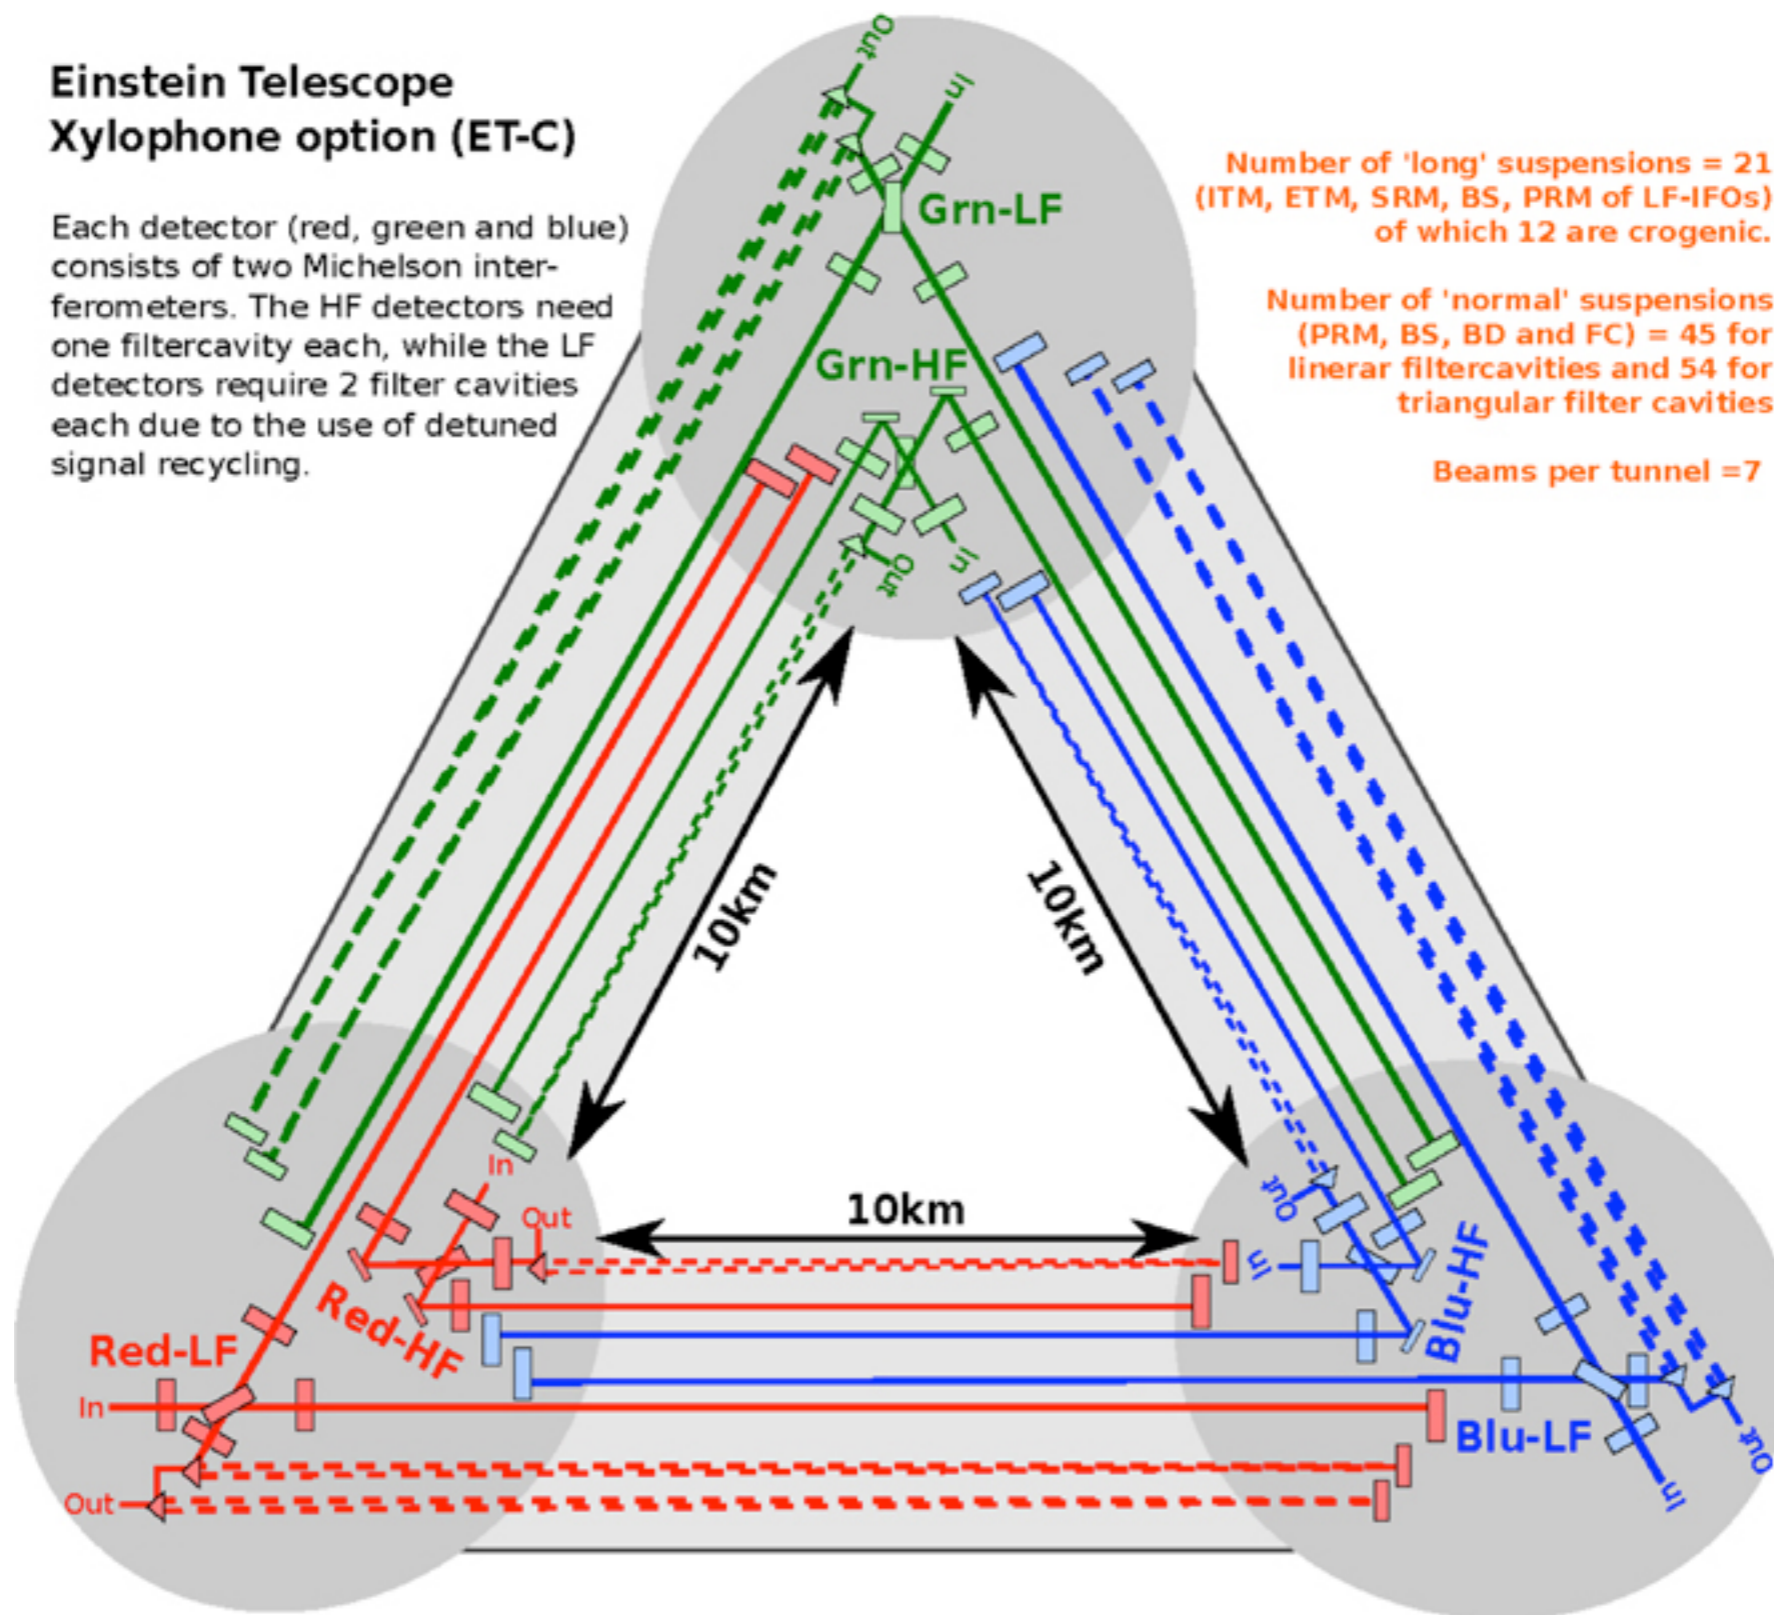 Einstein Telescope
Xylophone option (ET-C)
Each detector (red, green and blue)
consists of two Michelson inter-
ferometers. The HF detectors need
one filtercavity each, while the LF
detectors require 2 filter cavities
each due to the use of detuned
signal recycling.
Number of 'long' suspensions = 21
(ITM, ETM, SRM, BS, PRM of LF-IFOs)
of which 12 are crogenic.
Number of 'normal' suspensions
(PRM, BS, BD and FC) = 45 for
linerar filtercavities and 54 for
triangular filter cavities
Beams per tunnel =7
Out
In
Grn-LF
Grn-HF
In
Out
10km
10km
10km
In
Out
Red-HF
Red-LF
In
Out
Out
In
Blu-HF
Blu-LF
Out
In